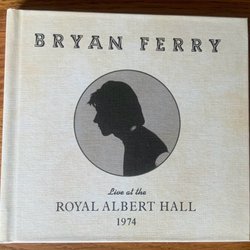 BRYAN FERRY
Live at the
ROYAL ALBERT HALL
1974